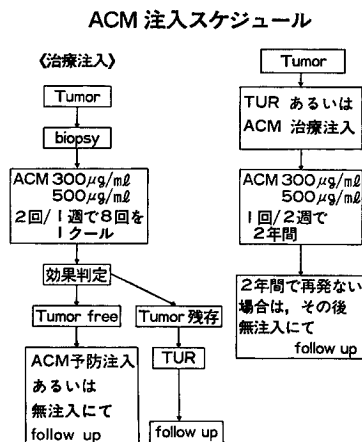 ACM 注入スケジュール
《治療注入》
Tumor
biopsy
ACM 300μg/ml
500μg/ml
2回/1週で8回を
1クール
効果判定
Tumor free
Tumor 残存
ACM予防注入
あるいは
無注入にて
follow up
TUR
follow up
Tumor
TUR あるいは
ACM 治療注入
ACM 300μg/ml
500μg/ml
1回/2週で
2年間
2年間で再発ない
場合は,その後
無注入にて
follow up